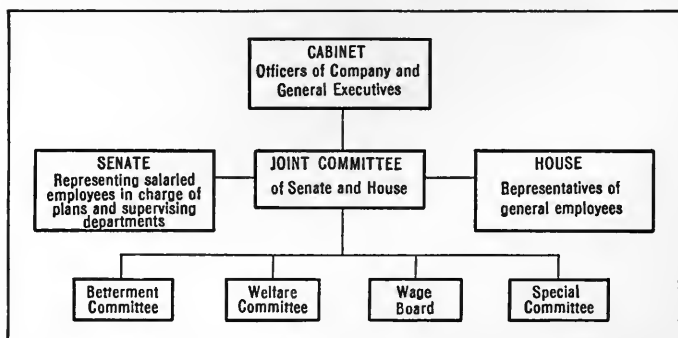 CABINET
Officers of Company and
General Executives
SENATE
Representing salaried
employees in charge of
plans and supervising
departments
JOINT COMMITTEE
of Senate and House
HOUSE
Representatives of
general employees
Betterment
Committee
Welfare
Committee
Wage
Board
Special
Committee